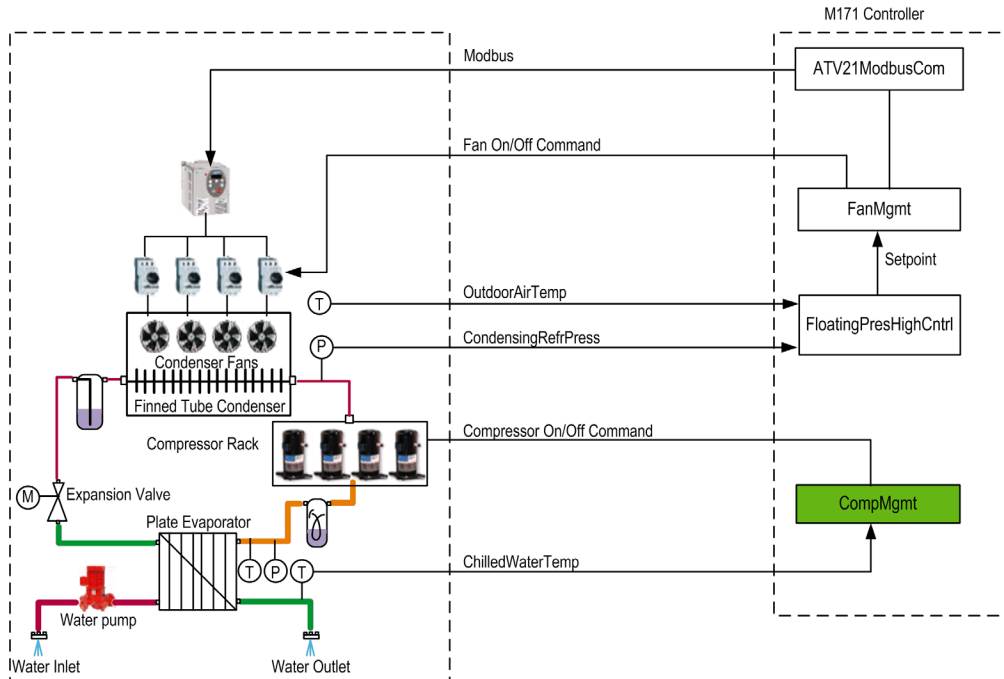 M171 Controller
Modbus
ATV21ModbusCom
Fan On/Off Command
FanMgmt
Setpoint
OutdoorAirTemp
T
FloatingPresHighCntrl
CondensingRefrPress
P
Condenser Fans
Finned Tube Condenser
Compressor Rack
Compressor On/Off Command
M
Expansion Valve
CompMgmt
Plate Evaporator
ChilledWaterTemp
T
P
T
Water pump
Water Inlet
Water Outlet